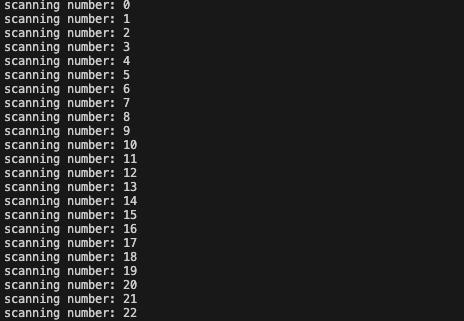 scanning number: 0
scanning number: 1
scanning number: 2
scanning number: 3
scanning number: 4
scanning number: 5
scanning number: 6
scanning number: 7
scanning number: 8
scanning number: 9
scanning number: 10
scanning number: 11
scanning number: 12
scanning number: 13
scanning number: 14
scanning number: 15
scanning number: 16
scanning number: 17
scanning number: 18
scanning number: 19
scanning number: 20
scanning number: 21
scanning number: 22